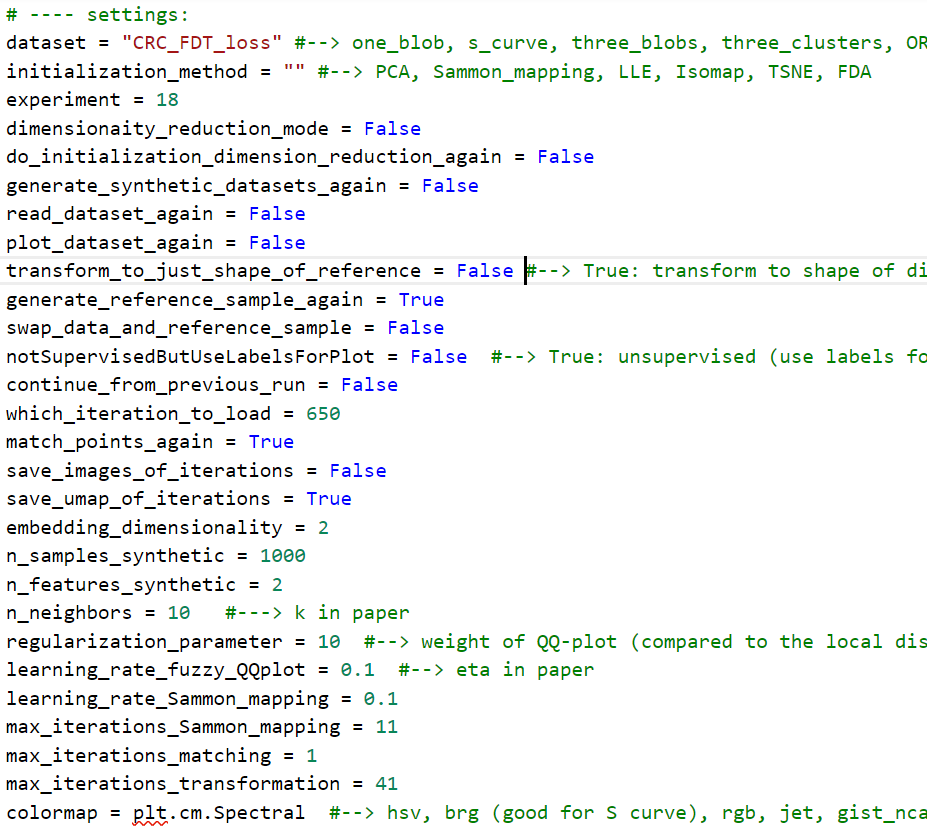 # ---- settings:
dataset = "CRC_FDT_loss" #--> one_blob, s_curve, three_blobs, three_clusters, OR
initialization_method = "" #--> PCA, Sammon_mapping, LLE, Isomap, TSNE, FDA
experiment = 18
dimensionaity_reduction_mode = False
do_initialization_dimension_reduction_again = False
generate_synthetic_datasets_again = False
read_dataset_again = False
plot_dataset_again = False
transform_to_just_shape_of_reference = False #--> True: transform to shape of di
generate_reference_sample_again = True
swap_data_and_reference_sample = False
notSupervisedButUseLabelsForPlot = False  #--> True: unsupervised (use labels fo
continue_from_previous_run = False
which_iteration_to_load = 650
match_points_again = True
save_images_of_iterations = False
save_umap_of_iterations = True
embedding_dimensionality = 2
n_samples_synthetic = 1000
n_features_synthetic = 2
n_neighbors = 10   #---> k in paper
regularization_parameter = 10  #--> weight of QQ-plot (compared to the local dis
learning_rate_fuzzy_QQplot = 0.1  #--> eta in paper
learning_rate_Sammon_mapping = 0.1
max_iterations_Sammon_mapping = 11
max_iterations_matching = 1
max_iterations_transformation = 41
colormap = plt.cm.Spectral  #--> hsv, brg (good for S curve), rgb, jet, gist_nca